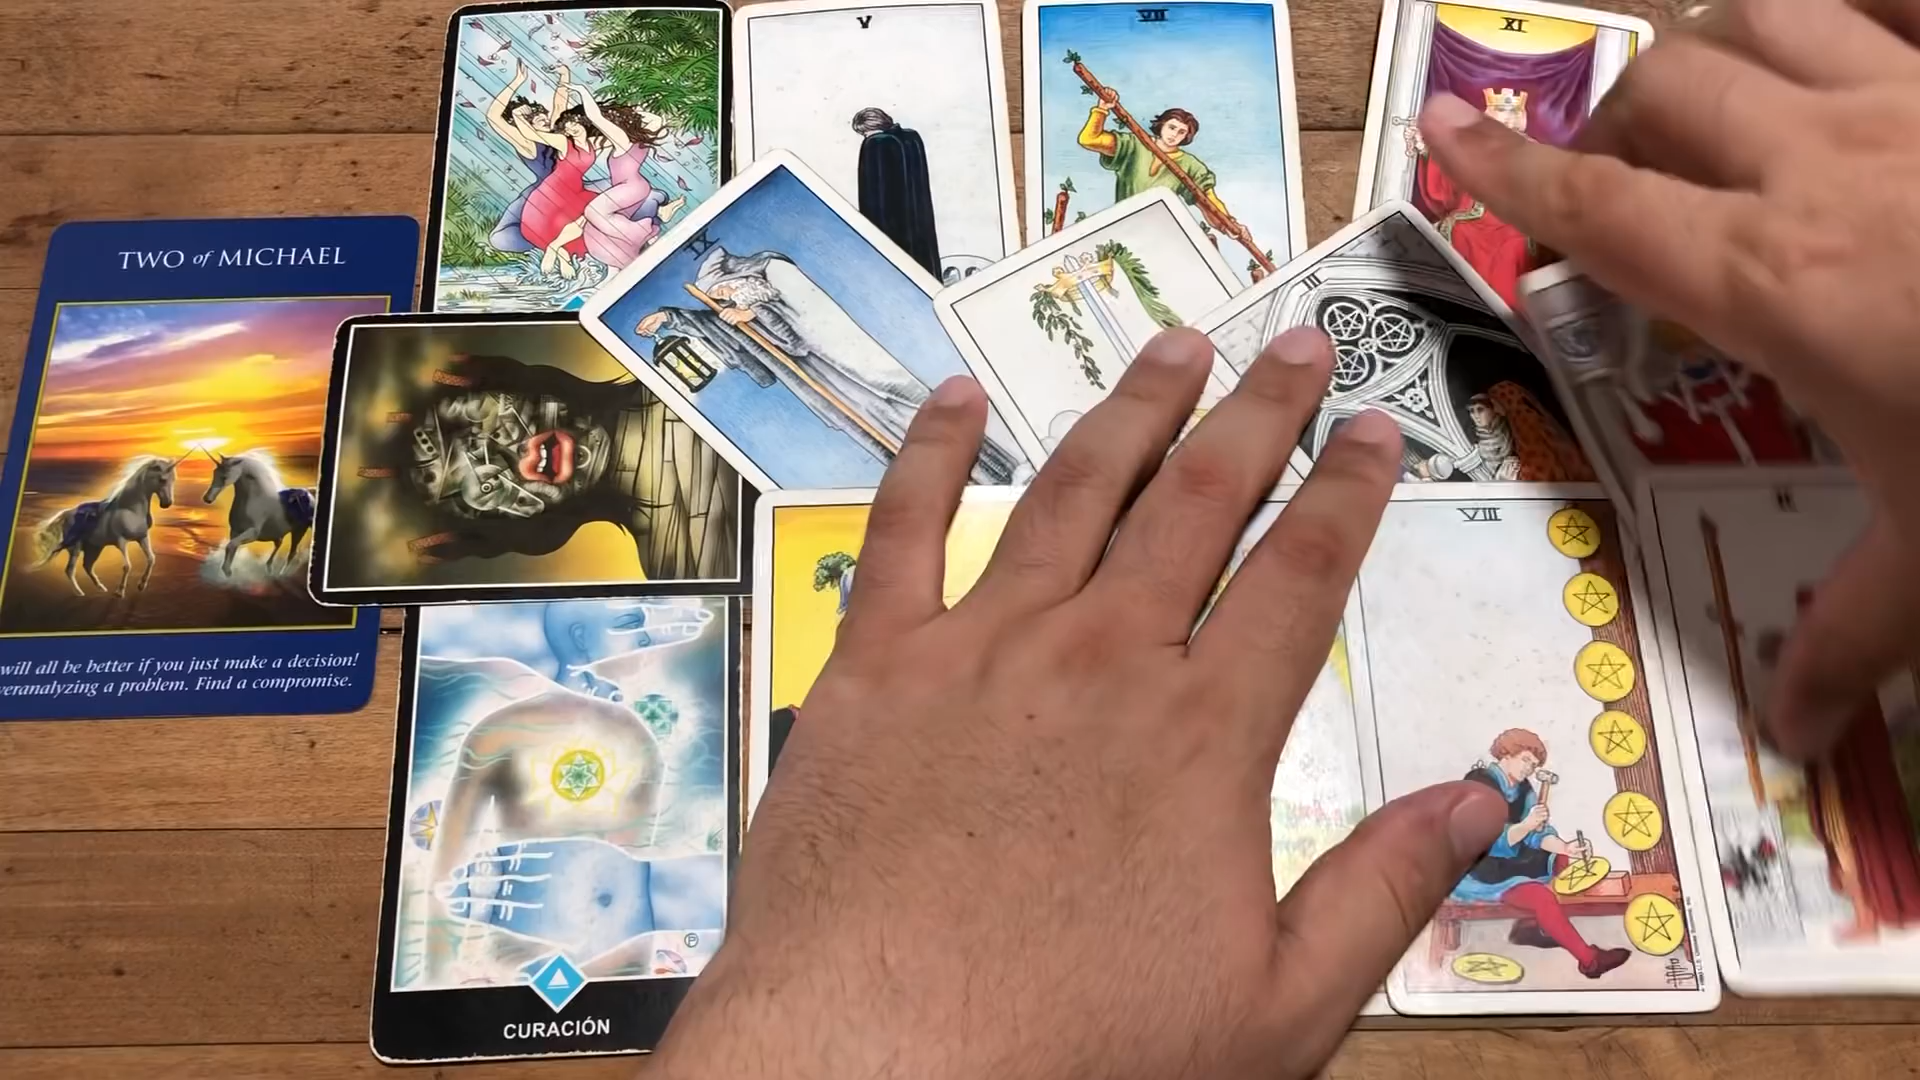 TWO of MICHAEL
will all be better if you just make a decision!
veranalyzing a problem. Find a compromise.
V
VII
XI
IX
III
VIII
II
CURACIÓN